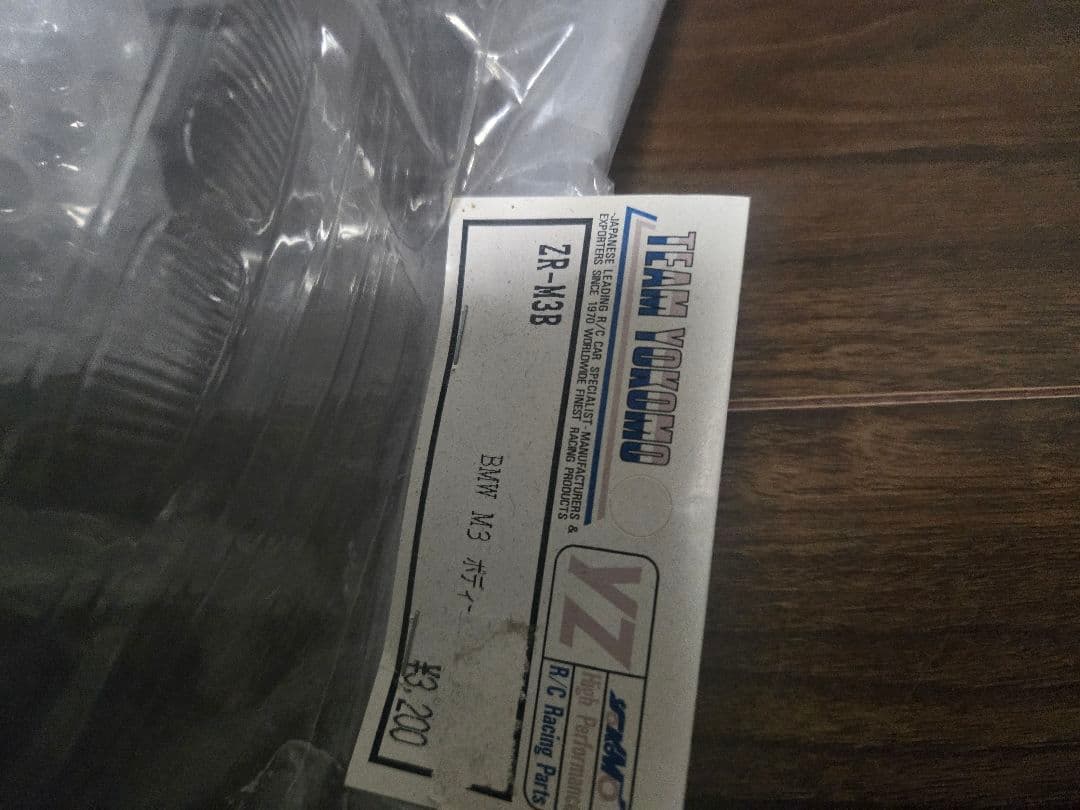 TEAM YOKOMO
-JAPANESE LEADING R/C CAR SPECIALIST-MANUFACTURERS &
EXPORTERS SINCE 1970 WORLDWIDE FINEST RACING PRODUCTS
YZ
YOKOMO
High Performance
R/C Racing Parts
ZR-M3B
BMW M3 ボディー
¥3,200